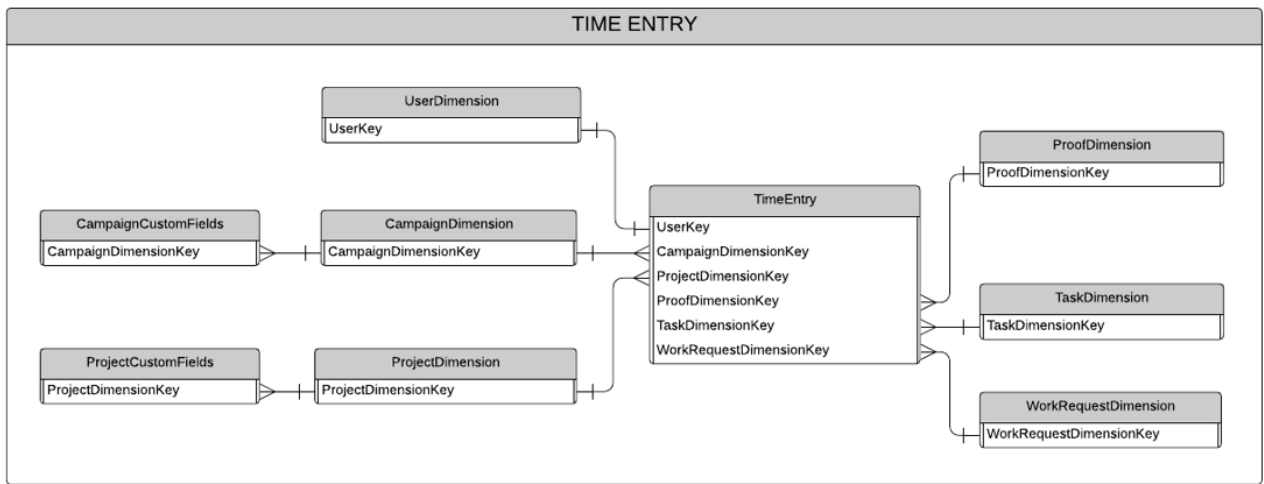 TIME ENTRY
UserDimension
UserKey
CampaignCustomFields
CampaignDimensionKey
CampaignDimension
CampaignDimensionKey
ProjectCustomFields
ProjectDimensionKey
ProjectDimension
ProjectDimensionKey
TimeEntry
UserKey
CampaignDimensionKey
ProjectDimensionKey
ProofDimensionKey
TaskDimensionKey
WorkRequestDimensionKey
ProofDimension
ProofDimensionKey
TaskDimension
TaskDimensionKey
WorkRequestDimension
WorkRequestDimensionKey